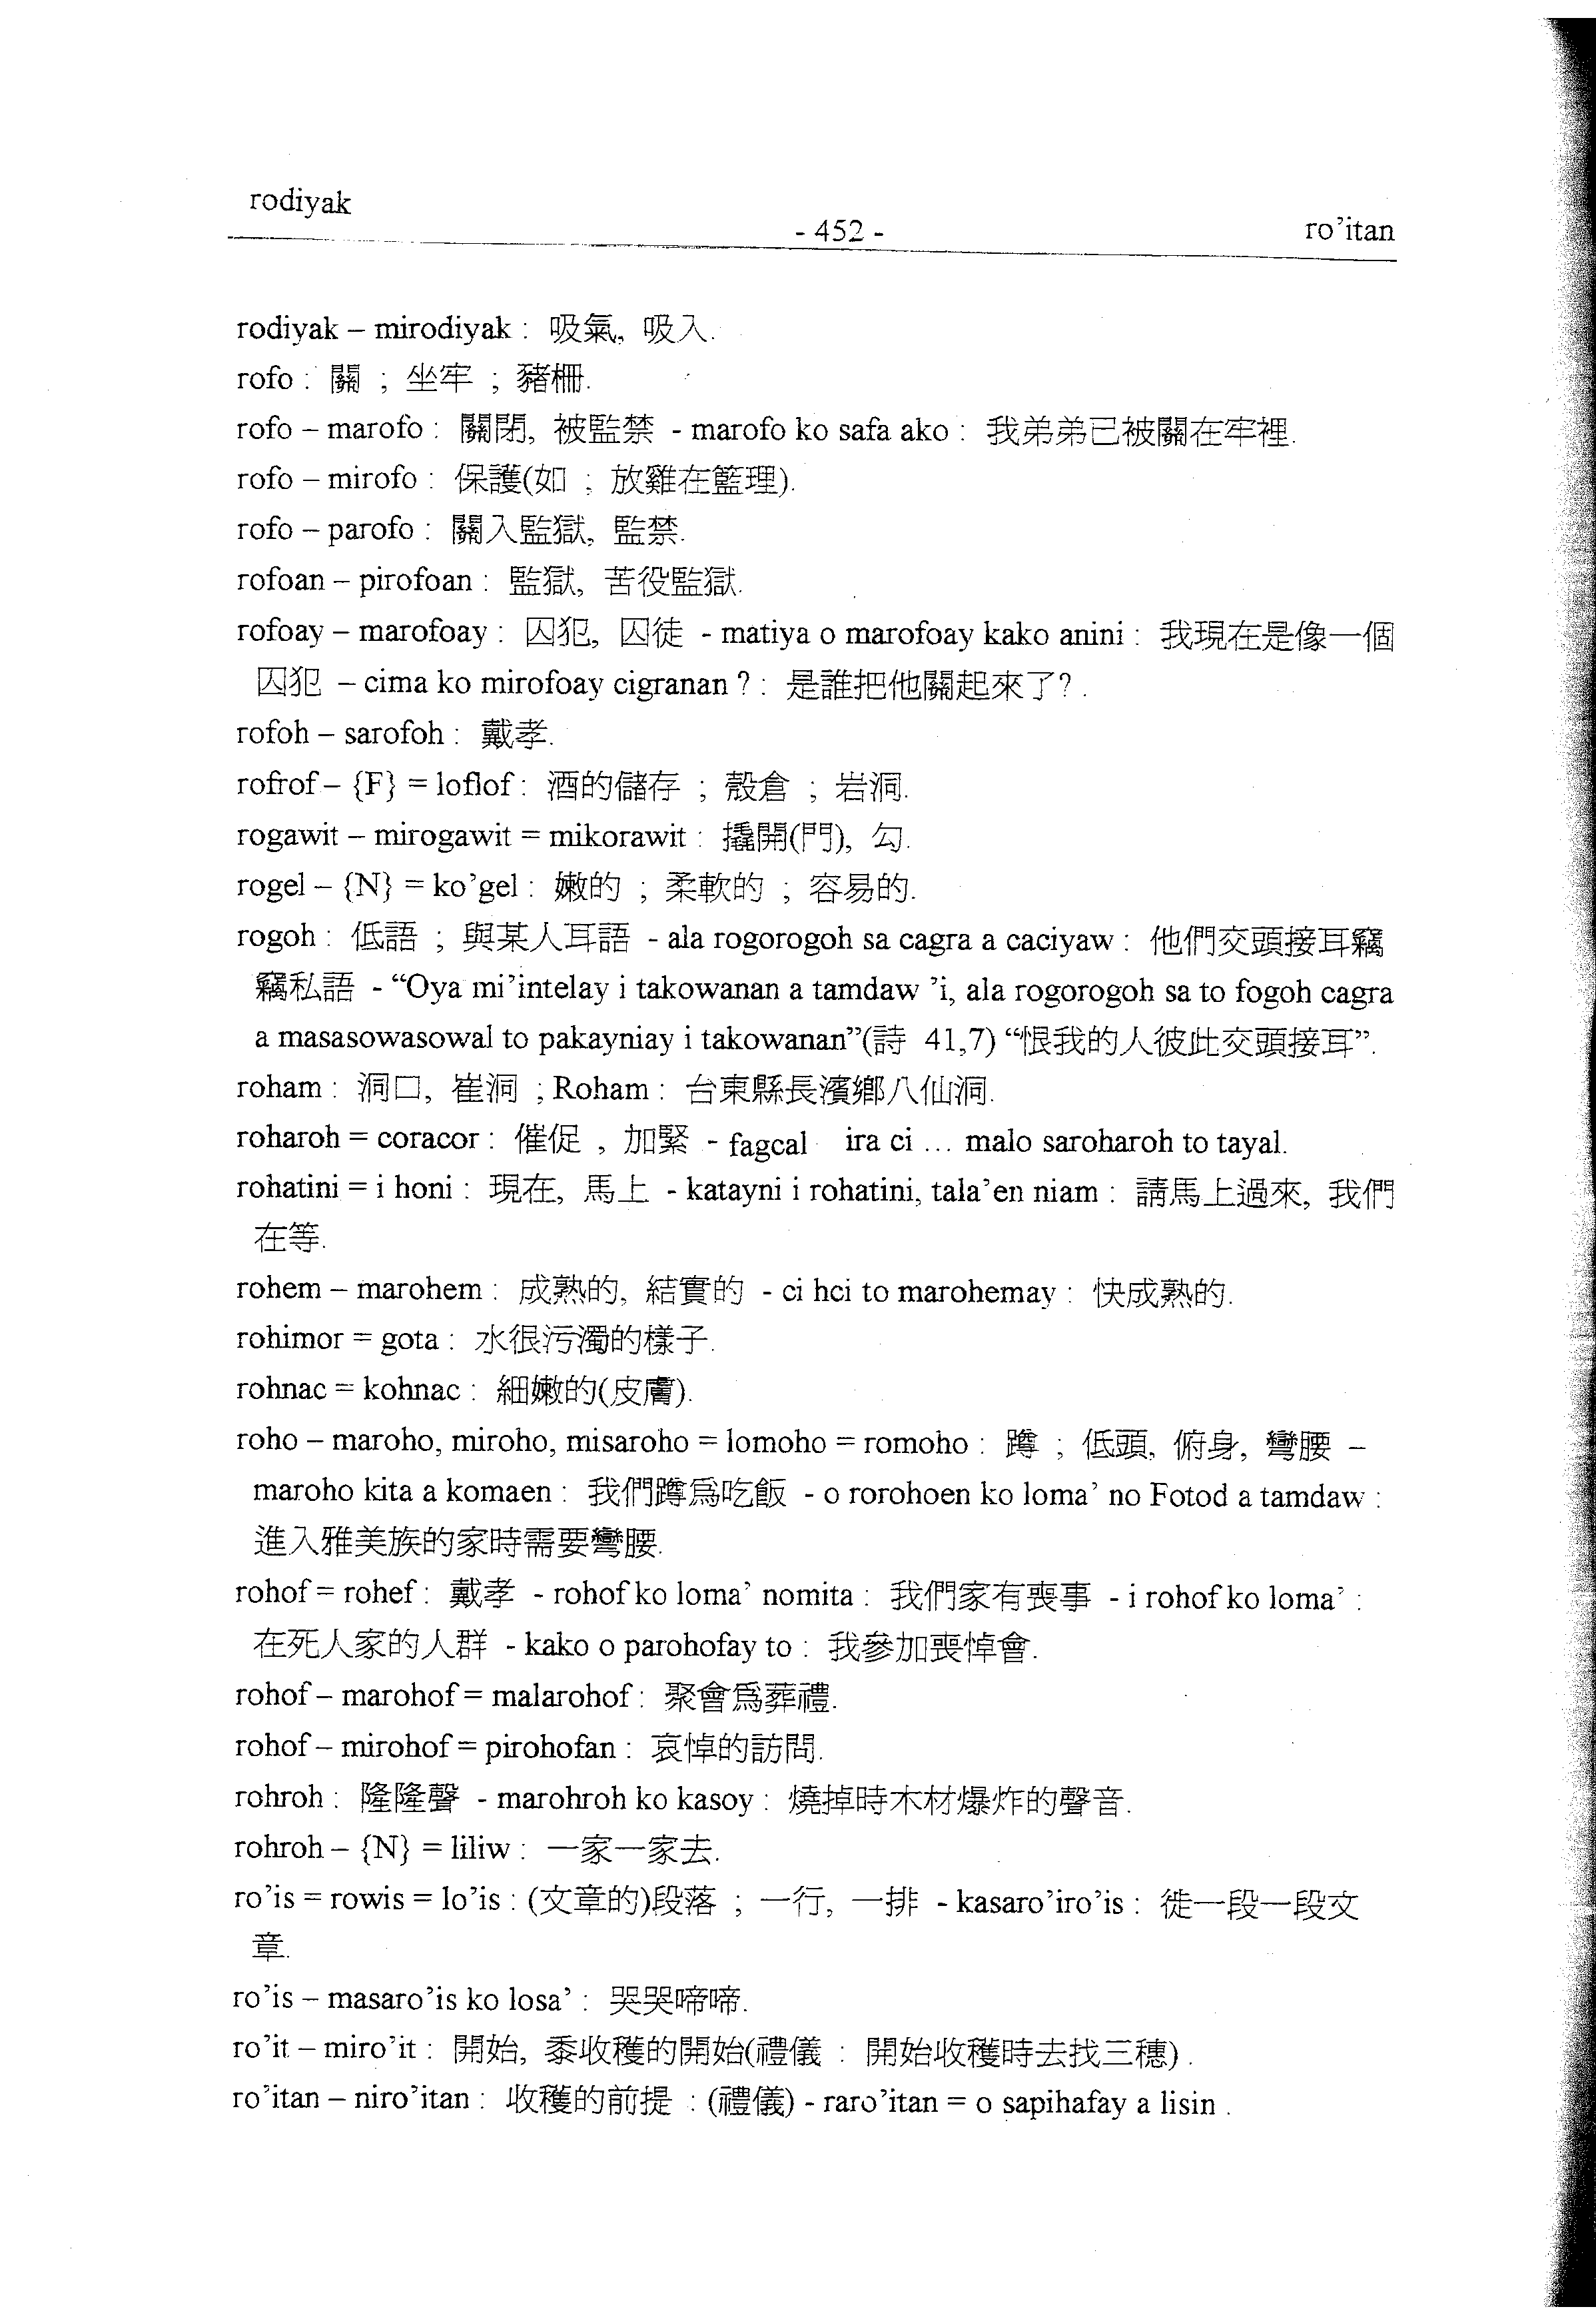 rodiyak
- 452 -
ro’itan
rodiyak – mirodiyak : 吸氣, 吸入.
rofo : 關 ; 坐牢 ; 豬柵.
rofo – marofo : 關閉, 被監禁 - marofo ko safa ako : 我弟弟已被關在牢裡.
rofo – mirofo : 保護(如 ; 放雞在籃理).
rofo – parofo : 關入監獄, 監禁.
rofoan – pirofoan : 監獄, 苦役監獄.
rofoay – marofoay : 囚犯, 囚徒 - matiya o marofoay kako anini : 我現在是像一個
囚犯 – cima ko mirofoay cigranan ? : 是誰把他關起來了? .
rofoh – sarofoh : 戴孝.
rofrof – {F} = loflof : 酒的儲存 ; 殼倉 ; 岩洞.
rogawit – mirogawit = mikorawit : 撬開(門), 勾.
rogel – {N} = ko’gel : 嫩的 ; 柔軟的 ; 容易的.
rogoh : 低語 ; 與某人耳語 - ala rogorogoh sa cagra a caciyaw : 他們交頭接耳竊
竊私語 - “Oya mi’intelay i takowanan a tamdaw ’i, ala rogorogoh sa to fogoh cagra
a masasowasowal to pakayniay i takowanan”(詩 41,7) “恨我的人彼此交頭接耳”.
roham : 洞口, 崔洞 ; Roham : 台東縣長濱鄉八仙洞.
roharoh = coracor : 催促 , 加緊 - fagcal ira ci … malo saroharoh to tayal.
rohatini = i honi : 現在, 馬上 - katayni i rohatini, tala’en niam : 請馬上過來, 我們
在等.
rohem – marohem : 成熟的, 結實的 - ci hci to marohemay : 快成熟的.
rohimor = gota : 水很污濁的樣子.
rohnac = kohnac : 細嫩的(皮膚).
roho – maroho, miroho, misaroho = lomoho = romoho : 蹲 ; 低頭, 俯身, 彎腰 –
maroho kita a komaen : 我們蹲爲吃飯 - o rorohoen ko loma’ no Fotod a tamdaw :
進入雅美族的家時需要彎腰.
rohof = rohef : 戴孝 - rohof ko loma’ nomita : 我們家有喪事 - i rohof ko loma’ :
在死人家的人群 - kako o parohofay to : 我參加喪悼會.
rohof – marohof = malarohof : 聚會爲葬禮.
rohof – mirohof = pirohofan : 哀悼的訪問.
rohroh : 隆隆聲 - marohroh ko kasoy : 燒掉時木材爆炸的聲音.
rohroh – {N} = liliw : 一家一家去.
ro’is = rowis = lo’is : (文章的)段落 ; 一行, 一排 - kasaro’iro’is : 徙一段一段文
章.
ro’is – masaro’is ko losa’ : 哭哭啼啼.
ro’it – miro’it : 開始, 黍收穫的開始(禮儀 : 開始收穫時去找三穗) .
ro’itan – niro’itan : 收穫的前提 : (禮儀) - raro’itan = o sapihafay a lisin .